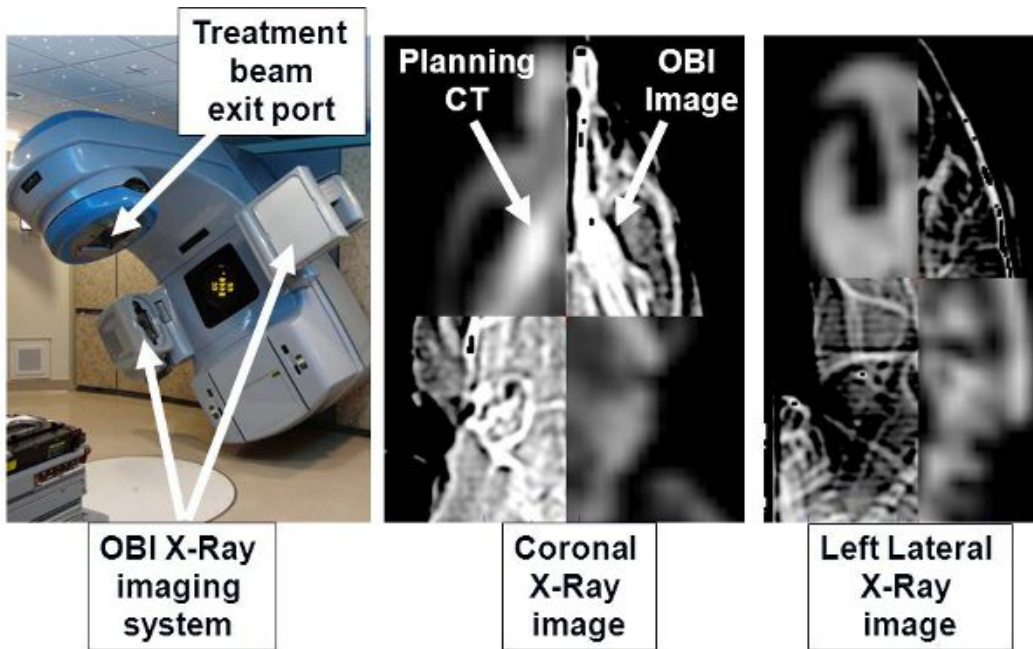 Treatment
beam
exit port
Planning
CT
OBI
Image
OBI X-Ray
imaging
system
Coronal
X-Ray
image
Left Lateral
X-Ray
image